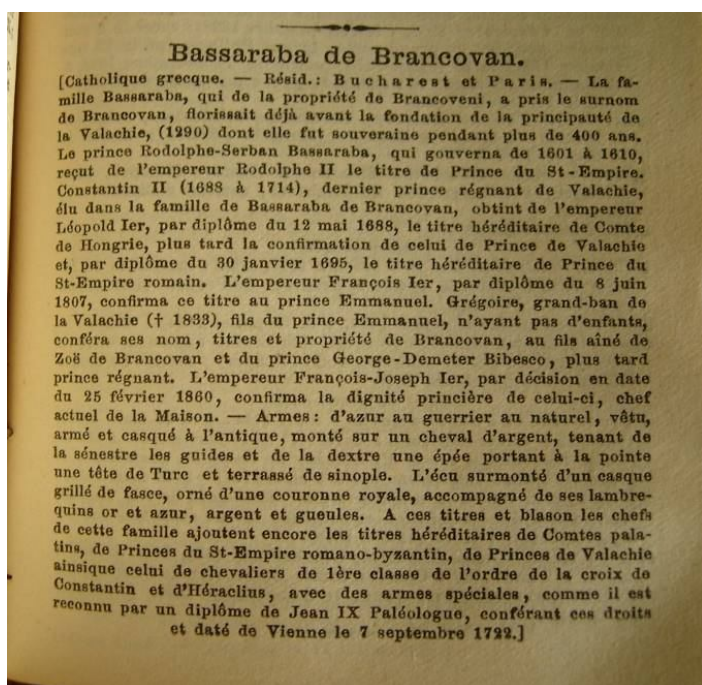 Bassaraba de Brancovan.
[Catholique grecque. — Résid.: Bucharest et Paris. — La fa-
mille Bassaraba, qui de la propriété de Brancoveni, a pris le surnom
de Brancovan, florissait déjà avant la fondation de la principauté de
la Valachie, (1290) dont elle fut souveraine pendant plus de 400 ans.
Le prince Rodolphe-Serban Bassaraba, qui gouverna de 1601 à 1610,
reçut de l'empereur Rodolphe II le titre de Prince du St-Empire.
Constantin II (1688 à 1714), dernier prince régnant de Valachie,
élu dans la famille de Bassaraba de Brancovan, obtint de l'empereur
Léopold Ier, par diplôme du 12 mai 1688, le titre héréditaire de Comte
de Hongrie, plus tard la confirmation de celui de Prince de Valachie
et, par diplôme du 30 janvier 1695, le titre héréditaire de Prince du
St-Empire romain. L'empereur François Ier, par diplôme du 8 juin
1807, confirma ce titre au prince Emmanuel. Grégoire, grand-ban de
la Valachie († 1833), fils du prince Emmanuel, n'ayant pas d'enfants,
conféra ses nom, titres et propriété de Brancovan, au fils aîné de
Zoë de Brancovan et du prince George-Demeter Bibesco, plus tard
prince régnant. L'empereur François-Joseph Ier, par décision en date
du 25 février 1860, confirma la dignité princière de celui-ci, chef
actuel de la Maison. — Armes: d'azur au guerrier au naturel, vêtu,
armé et casqué à l'antique, monté sur un cheval d'argent, tenant de
la sénestre les guides et de la dextre une épée portant à la pointe
une tête de Turc et terrassé de sinople. L'écu surmonté d'un casque
grillé de fasce, orné d'une couronne royale, accompagné de ses lambre-
quins or et azur, argent et gueules. A ces titres et blason les chefs
de cette famille ajoutent encore les titres héréditaires de Comtes pala-
tins, de Princes du St-Empire romano-byzantin, de Princes de Valachie
ainsique celui de chevaliers de 1ère classe de l'ordre de la croix de
Constantin et d'Héraclius, avec des armes spéciales, comme il est
reconnu par un diplôme de Jean IX Paléologue, conférant ces droits
et daté de Vienne le 7 septembre 1722.]